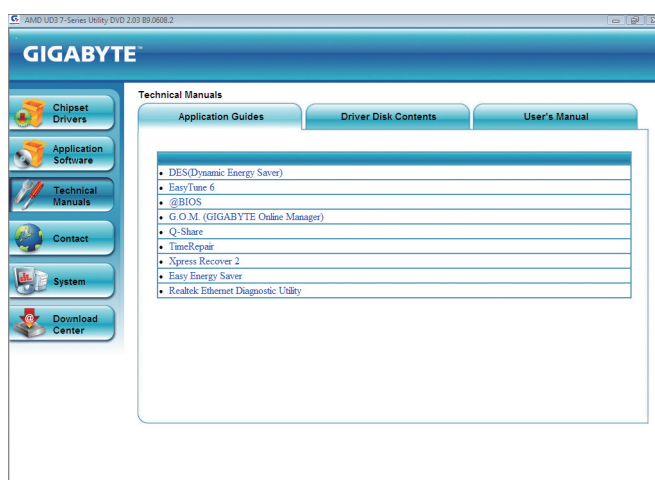 AMD UD3 7-Series Utility DVD 2.03 B9.0608.2
GIGABYTE™
Chipset
Drivers
Application
Software
Technical
Manuals
Contact
System
Download
Center
Technical Manuals
Application Guides
Driver Disk Contents
User's Manual
• DES(Dynamic Energy Saver)
• EasyTune 6
• @BIOS
• G.O.M. (GIGABYTE Online Manager)
• Q-Share
• TimeRepair
• Xpress Recover 2
• Easy Energy Saver
• Realtek Ethernet Diagnostic Utility